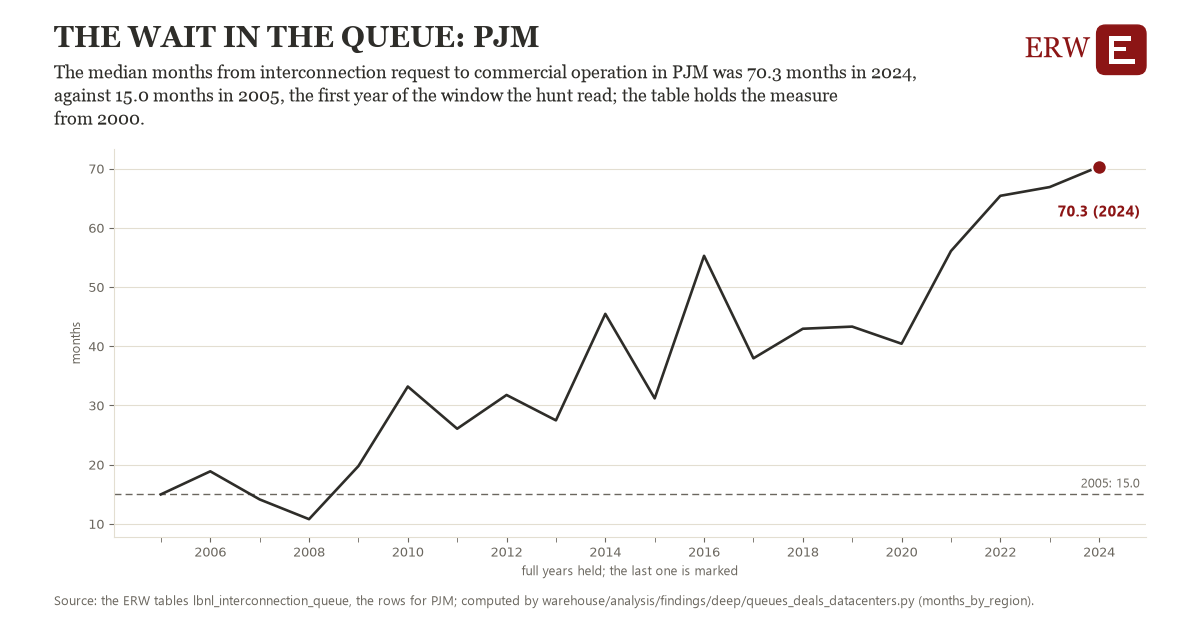 THE WAIT IN THE QUEUE: PJM
ERW E
The median months from interconnection request to commercial operation in PJM was 70.3 months in 2024,
against 15.0 months in 2005, the first year of the window the hunt read; the table holds the measure
from 2000.
70
60
50
40
30
20
10
months
70.3 (2024)
2005: 15.0
2006 2008 2010 2012 2014 2016 2018 2020 2022 2024
full years held; the last one is marked
Source: the ERW tables lbnl_interconnection_queue, the rows for PJM; computed by warehouse/analysis/findings/deep/queues_deals_datacenters.py (months_by_region).